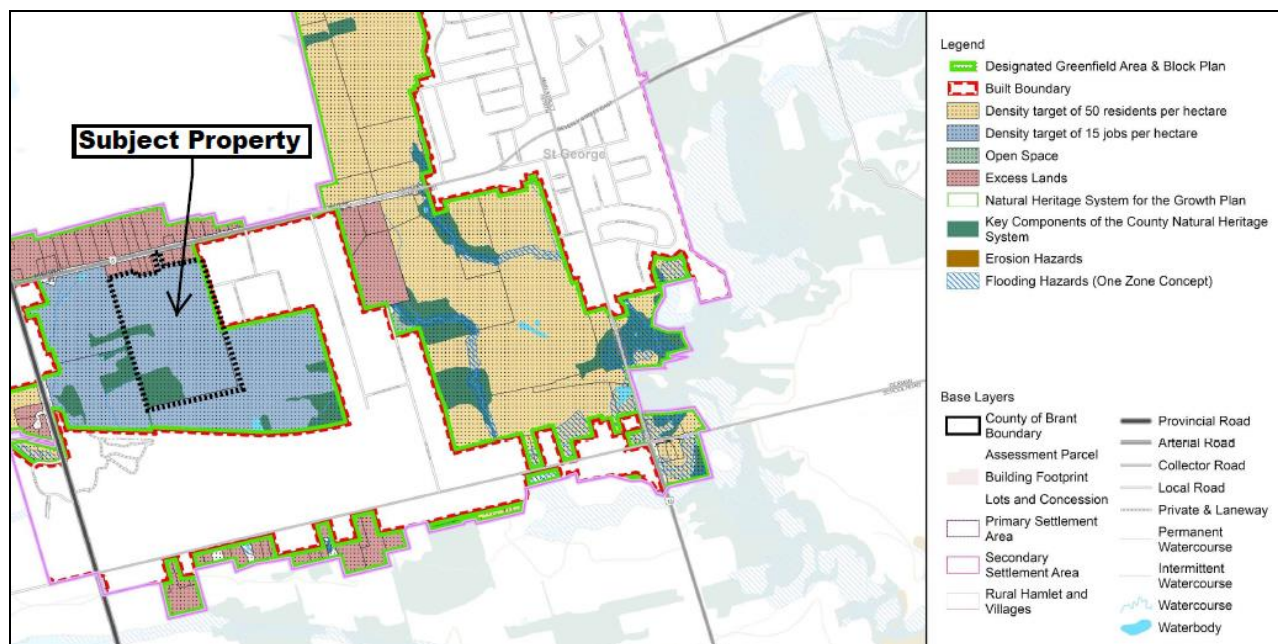 Subject Property
St George
Legend
Designated Greenfield Area & Block Plan
Built Boundary
Density target of 50 residents per hectare
Density target of 15 jobs per hectare
Open Space
Excess Lands
Natural Heritage System for the Growth Plan
Key Components of the County Natural Heritage
System
Erosion Hazards
Flooding Hazards (One Zone Concept)
Base Layers
County of Brant
Boundary
Assessment Parcel
Building Footprint
Lots and Concession
Primary Settlement
Area
Secondary
Settlement Area
Rural Hamlet and
Villages
Provincial Road
Arterial Road
Collector Road
Local Road
Private & Laneway
Permanent
Watercourse
Intermittent
Watercourse
Watercourse
Waterbody